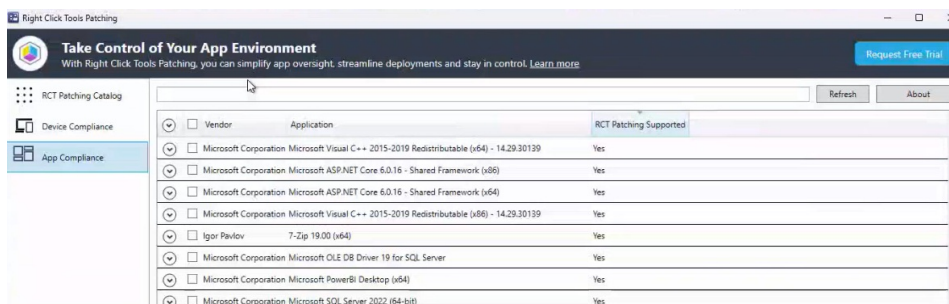 Right Click Tools Patching
Take Control of Your App Environment
With Right Click Tools Patching, you can simplify app oversight, streamline deployments and stay in control. Learn more
Request Free Trial
RCT Patching Catalog
Refresh
About
Device Compliance
Vendor Application RCT Patching Supported
App Compliance
Microsoft Corporation Microsoft Visual C++ 2015-2019 Redistributable (x64) - 14.29.30139 Yes
Microsoft Corporation Microsoft ASP.NET Core 6.0.16 - Shared Framework (x86) Yes
Microsoft Corporation Microsoft ASP.NET Core 6.0.16 - Shared Framework (x64) Yes
Microsoft Corporation Microsoft Visual C++ 2015-2019 Redistributable (x86) - 14.29.30139 Yes
Igor Pavlov 7-Zip 19.00 (x64) Yes
Microsoft Corporation Microsoft OLE DB Driver 19 for SQL Server Yes
Microsoft Corporation Microsoft PowerBI Desktop (x64) Yes
Microsoft Corporation Microsoft SQL Server 2022 (64-bit) Yes